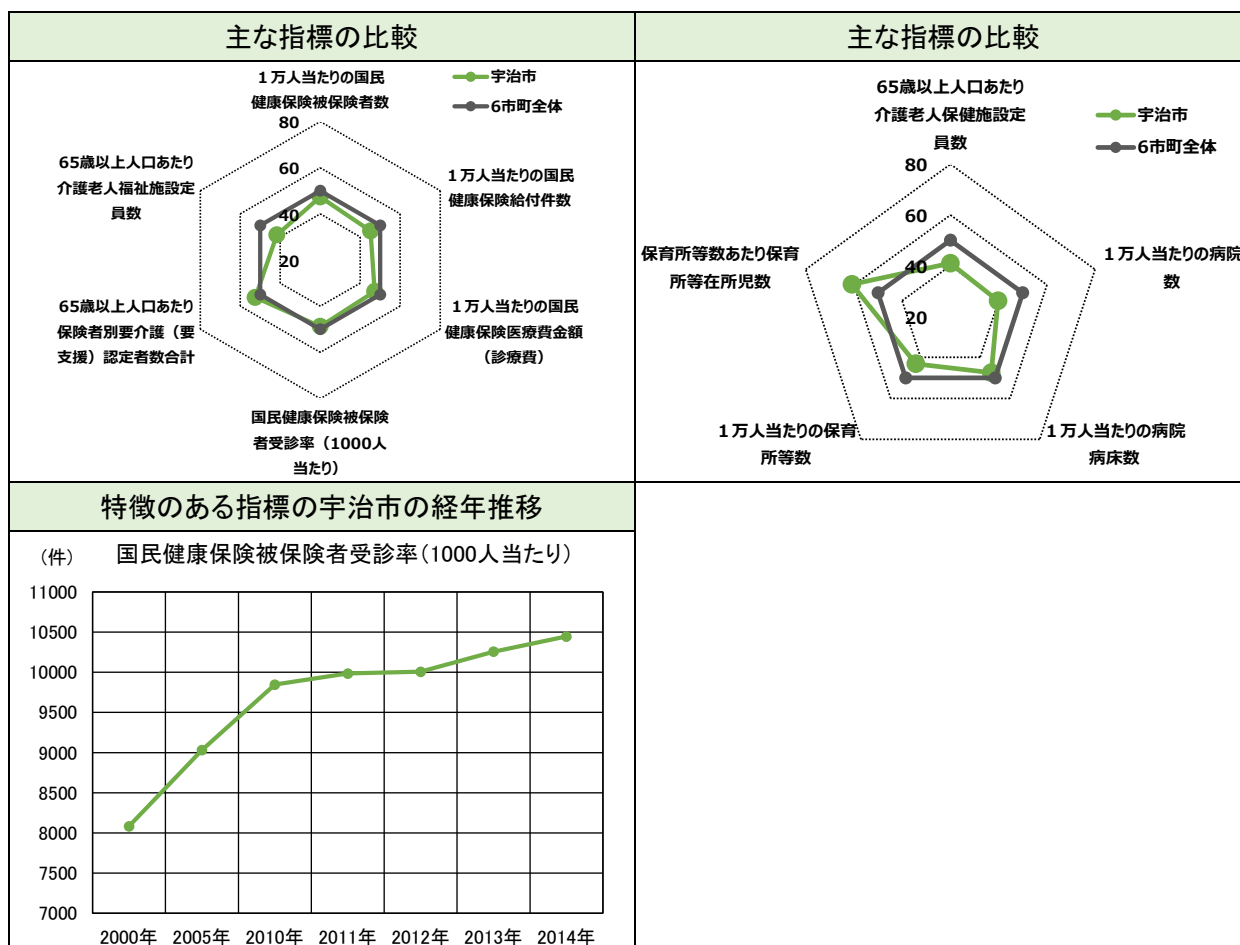 主な指標の比較
1万人当たりの国民
健康保険被保険者数
宇治市
6市町全体
80
60
40
20
1万人当たりの国民
健康保険給付件数
1万人当たりの国民
健康保険医療費金額
(診療費)
国民健康保険被保険
者受診率(1000人
当たり)
65歳以上人口あたり
保険者別要介護(要
支援)認定者数合計
65歳以上人口あたり
介護老人福祉施設定
員数
主な指標の比較
65歳以上人口あたり
介護老人保健施設定
員数
宇治市
6市町全体
80
60
40
20
1万人当たりの病院
数
1万人当たりの病院
病床数
1万人当たりの保育
所等数
保育所等数あたり保育
所等在所児数
特徴のある指標の宇治市の経年推移
(件) 国民健康保険被保険者受診率(1000人当たり)
11000
10500
10000
9500
9000
8500
8000
7500
7000
2000年 2005年 2010年 2011年 2012年 2013年 2014年